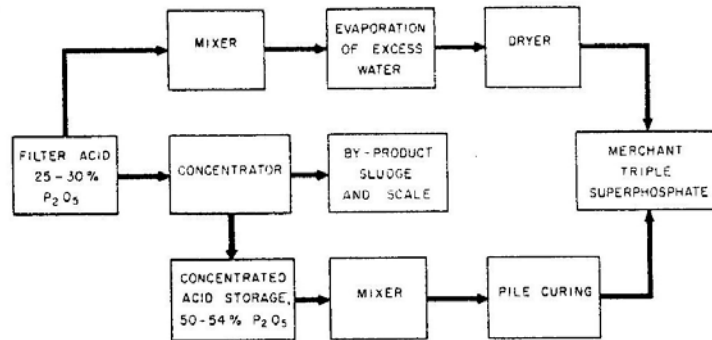 MIXER
EVAPORATION
OF EXCESS
WATER
DRYER
FILTER ACID
25-30%
P2O5
CONCENTRATOR
BY-PRODUCT
SLUDGE
AND SCALE
MERCHANT
TRIPLE
SUPERPHOSPHATE
CONCENTRATED
ACID STORAGE,
50-54% P2O5
MIXER
PILE CURING